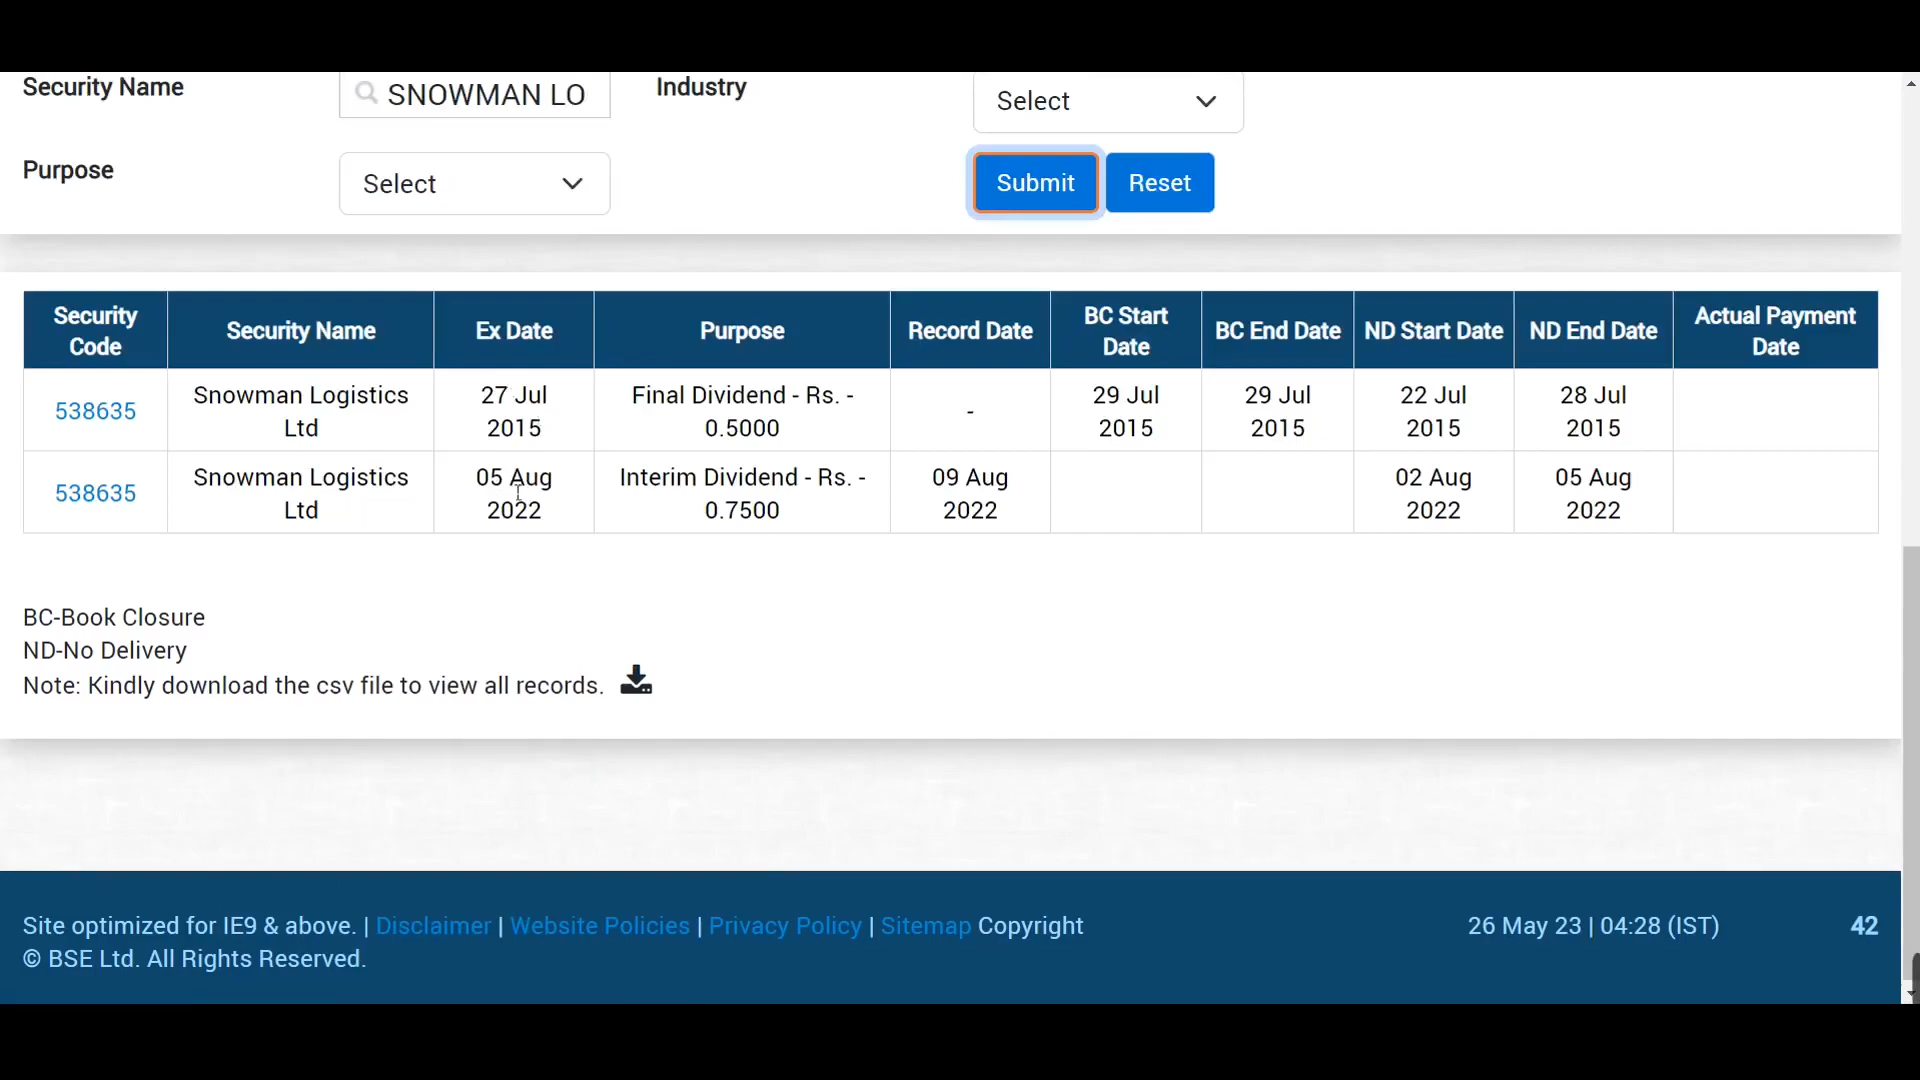 Security Name
SNOWMAN LO
Industry
Select
Purpose
Select
Submit
Reset
Security Code
Security Name
Ex Date
Purpose
Record Date
BC Start Date
BC End Date
ND Start Date
ND End Date
Actual Payment Date
538635
Snowman Logistics Ltd
27 Jul 2015
Final Dividend - Rs. - 0.5000
-
29 Jul 2015
29 Jul 2015
22 Jul 2015
28 Jul 2015
538635
Snowman Logistics Ltd
05 Aug 2022
Interim Dividend - Rs. - 0.7500
09 Aug 2022
02 Aug 2022
05 Aug 2022
BC-Book Closure
ND-No Delivery
Note: Kindly download the csv file to view all records.
Site optimized for IE9 & above. | Disclaimer | Website Policies | Privacy Policy | Sitemap Copyright
© BSE Ltd. All Rights Reserved.
26 May 23 | 04:28 (IST)
42